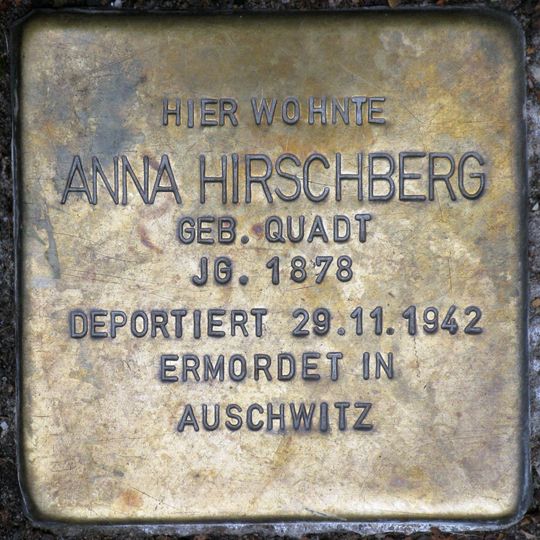 HIER WOHNTE
ANNA HIRSCHBERG
GEB. QUADT
JG. 1878
DEPORTIERT 29.11.1942
ERMORDET IN
AUSCHWITZ